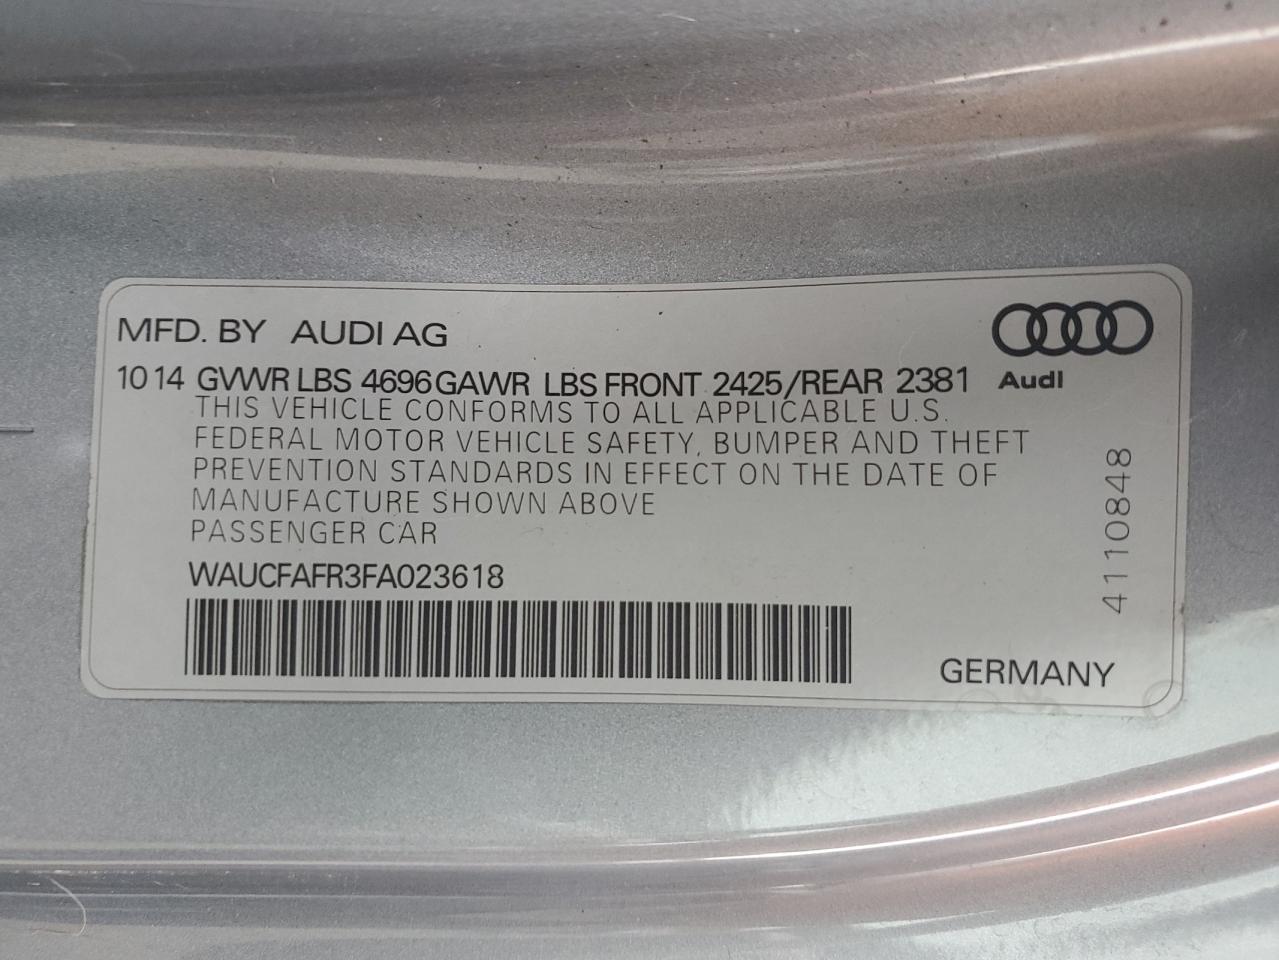 MFD. BY AUDI AG
10 14 GVWR LBS 4696 GAWR LBS FRONT 2425/REAR 2381
Audi
THIS VEHICLE CONFORMS TO ALL APPLICABLE U.S.
FEDERAL MOTOR VEHICLE SAFETY, BUMPER AND THEFT
PREVENTION STANDARDS IN EFFECT ON THE DATE OF
MANUFACTURE SHOWN ABOVE
PASSENGER CAR
WAUCFAFR3FA023618
4110848
GERMANY